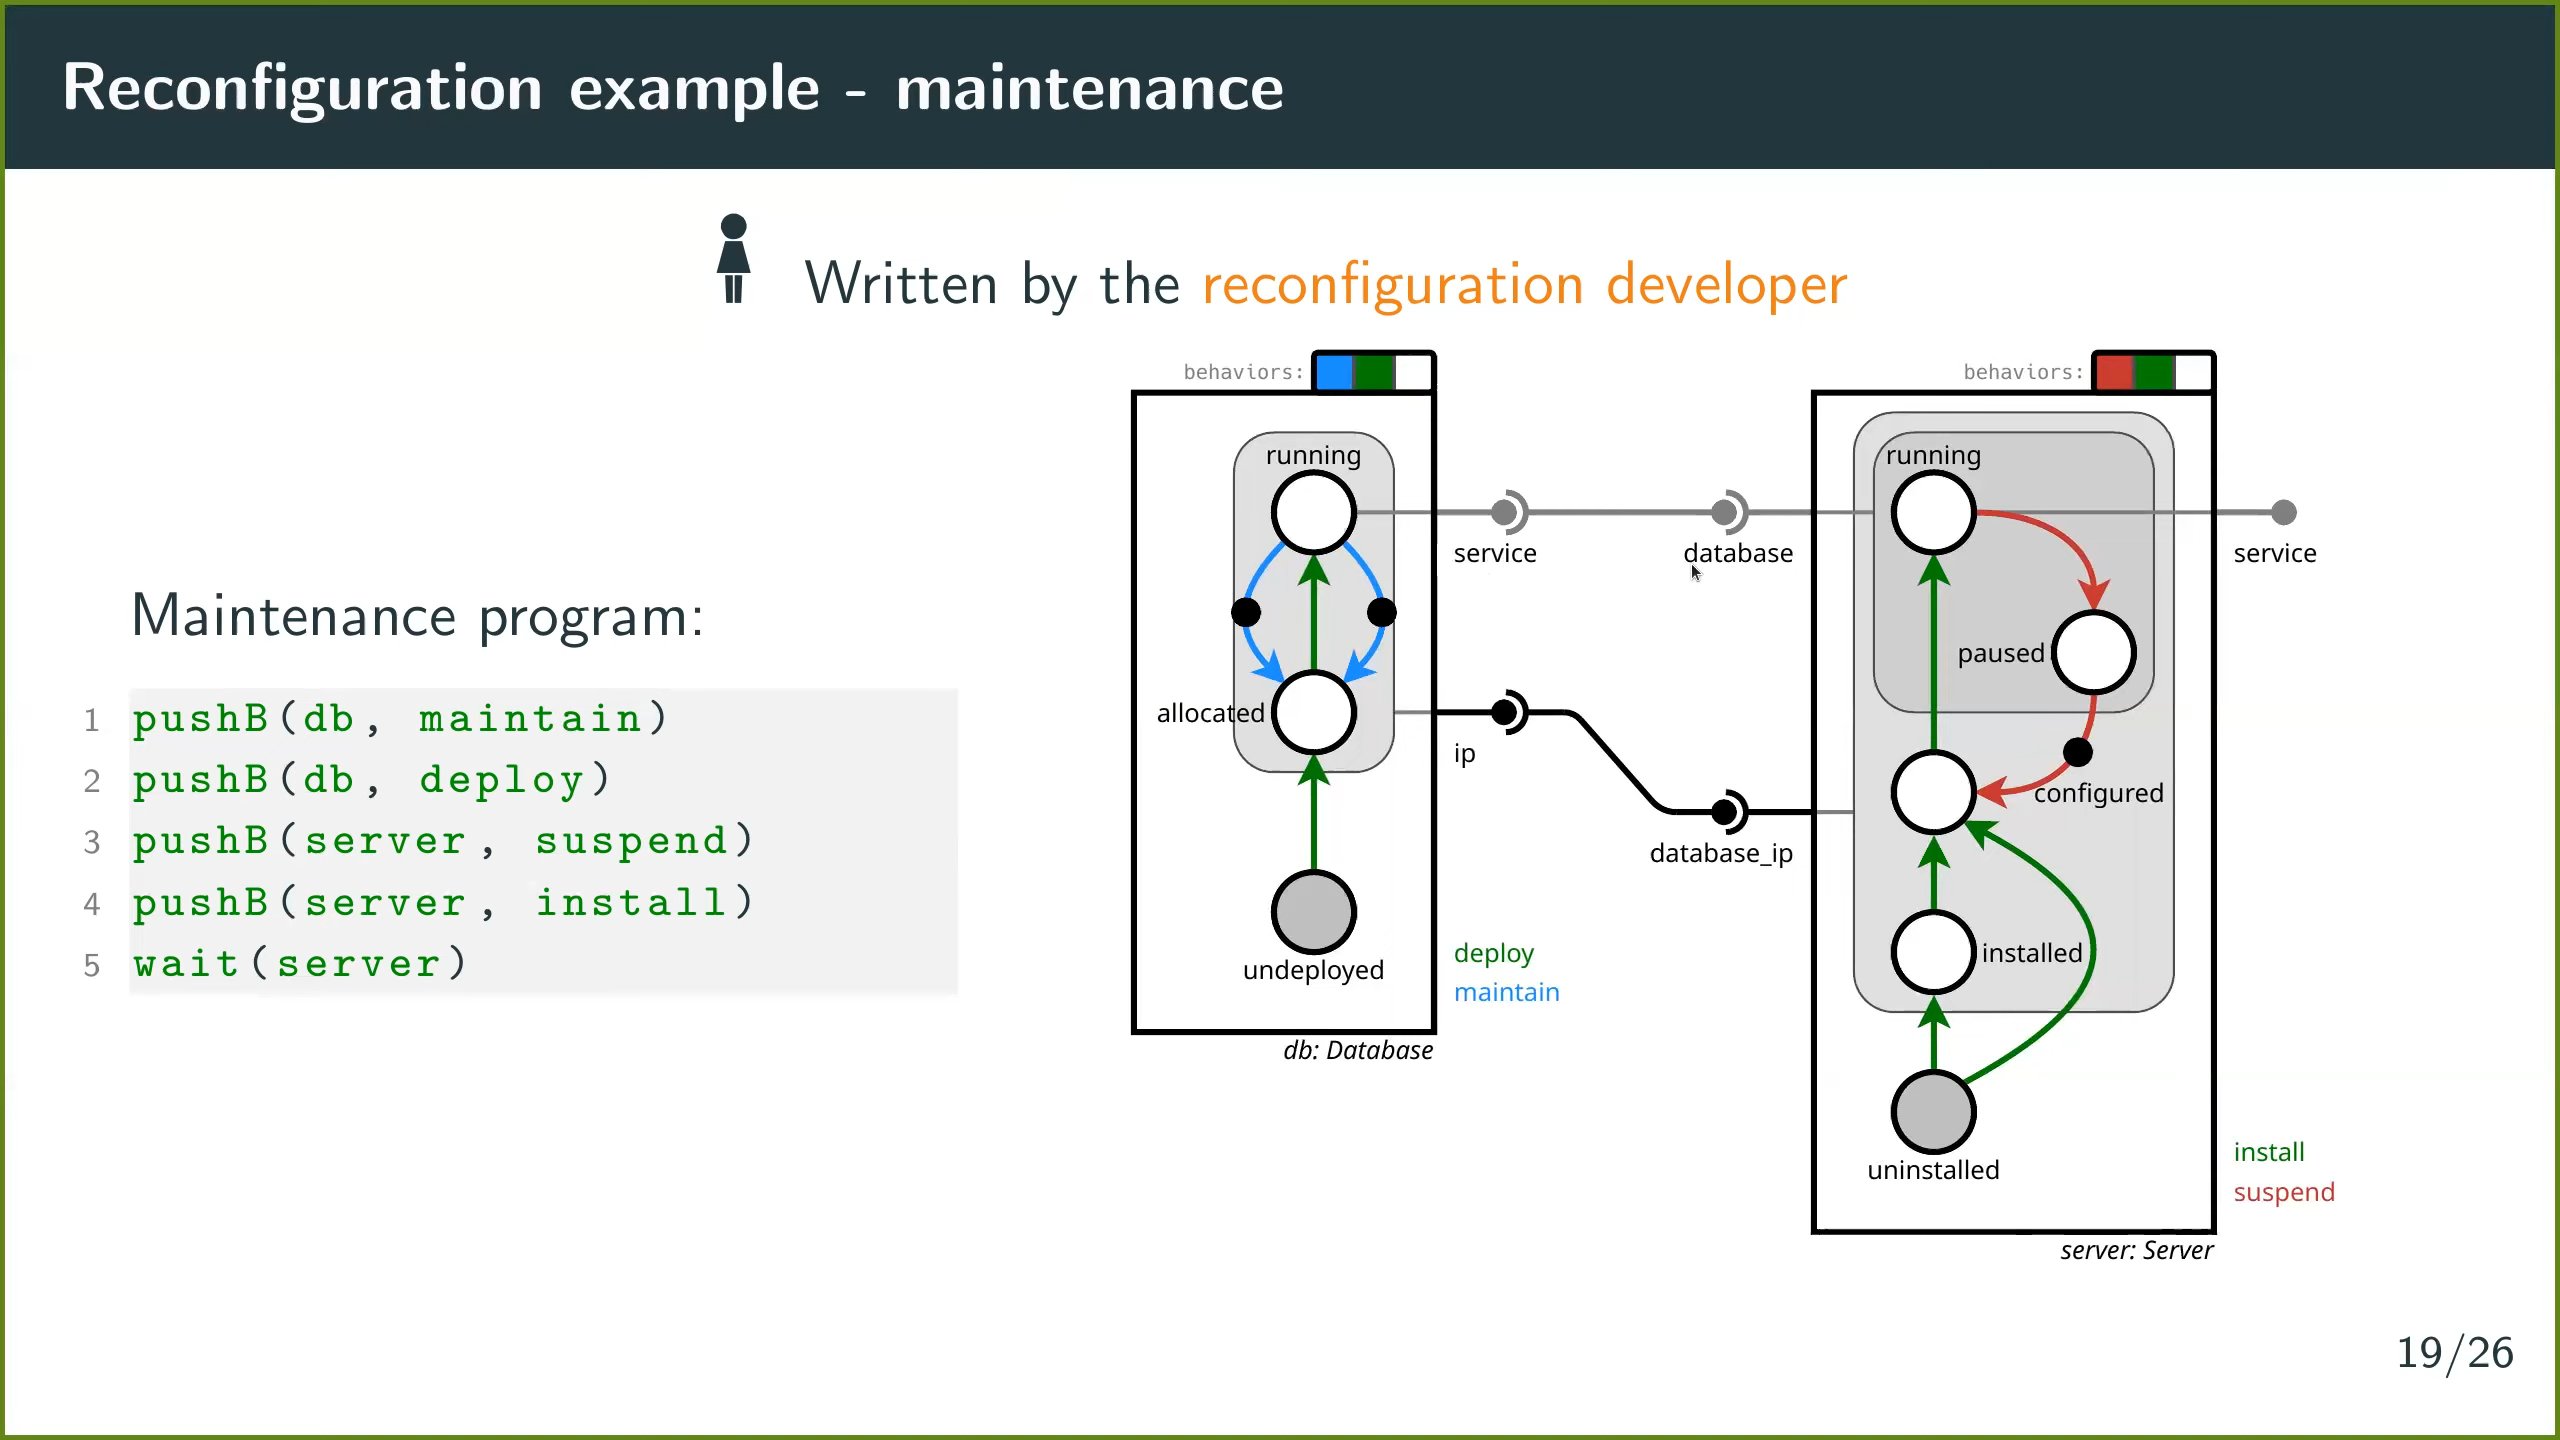 Reconfiguration example - maintenance
Written by the reconfiguration developer
Maintenance program:
1 pushB(db, maintain)
2 pushB(db, deploy)
3 pushB(server, suspend)
4 pushB(server, install)
5 wait(server)
behaviors:
running
allocated
undeployed
service
ip
deploy
maintain
db: Database
behaviors:
database
database_ip
running
paused
configured
installed
uninstalled
service
install
suspend
server: Server
19/26